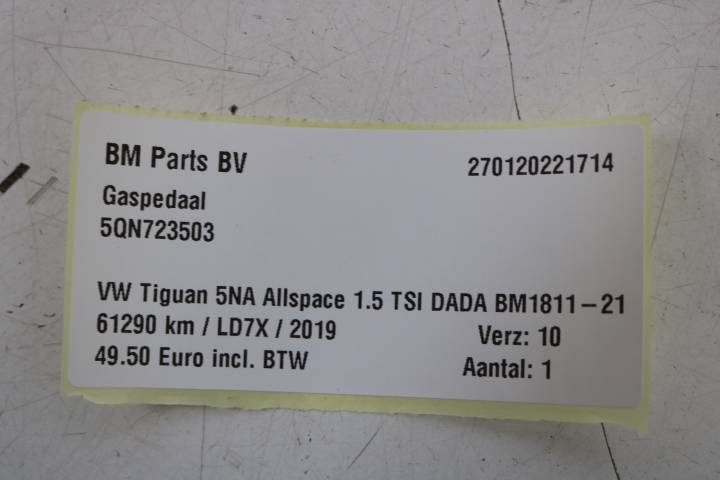 BM Parts BV 270120221714
Gaspedaal
5QN723503
VW Tiguan 5NA Allspace 1.5 TSI DADA BM1811-21
61290 km / LD7X / 2019 Verz: 10
49.50 Euro incl. BTW Aantal: 1